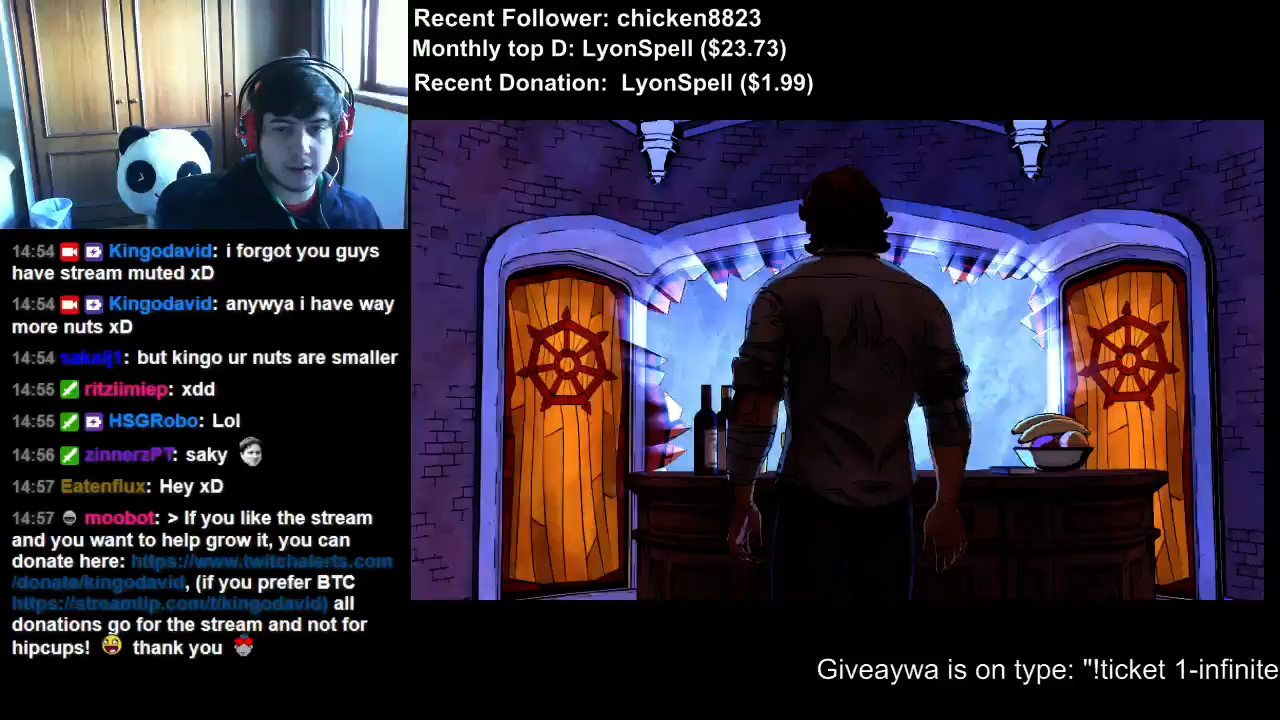 Recent Follower: chicken8823
Monthly top D: LyonSpell ($23.73)
Recent Donation: LyonSpell ($1.99)
14:54 Kingodavid: i forgot you guys
have stream muted xD
14:54 Kingodavid: anywya i have way
more nuts xD
14:54 sakalj1: but kingo ur nuts are smaller
14:55 ritziimiep: xdd
14:55 HSGRobo: Lol
14:56 zinnerzPT: saky
14:57 Eatenflux: Hey xD
14:57 moobot: > If you like the stream
and you want to help grow it, you can
donate here: https://www.twitchalerts.com
/donate/kingodavid, (if you prefer BTC
https://streamtip.com/t/kingodavid) all
donations go for the stream and not for
hipcups! thank you
Giveaywa is on type: "!ticket 1-infinite